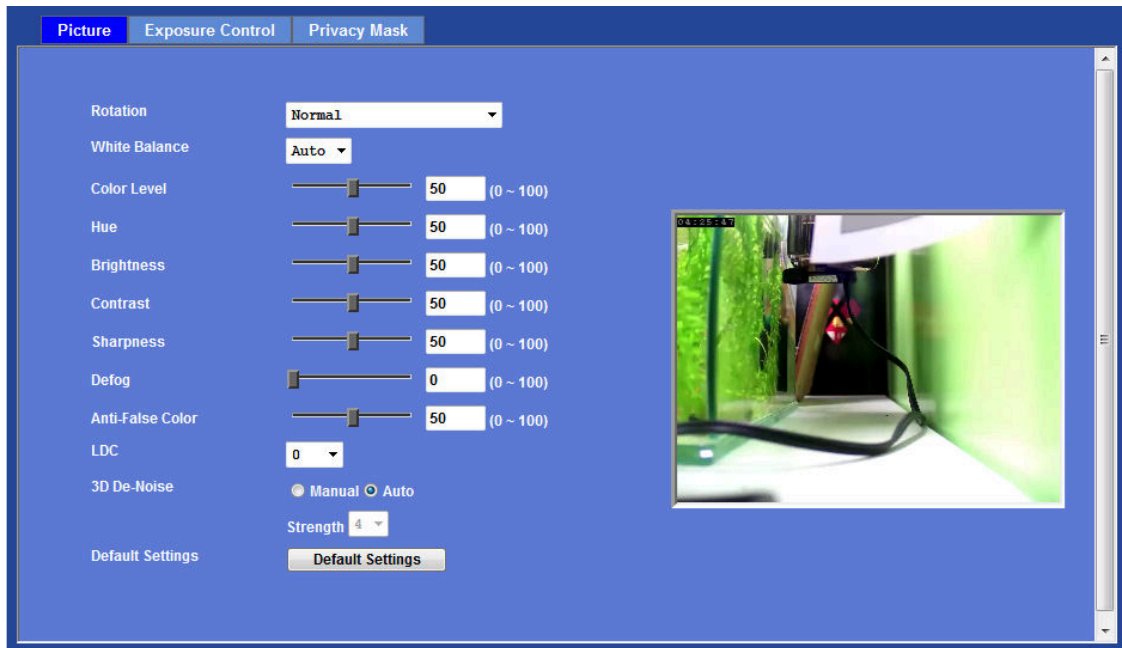 Picture Exposure Control Privacy Mask
Rotation Normal
White Balance Auto
Color Level 50 (0 ~ 100)
Hue 50 (0 ~ 100)
04:25:47
Brightness 50 (0 ~ 100)
Contrast 50 (0 ~ 100)
Sharpness 50 (0 ~ 100)
Defog 0 (0 ~ 100)
Anti-False Color 50 (0 ~ 100)
LDC 0
3D De-Noise Manual Auto
Strength 4
Default Settings Default Settings